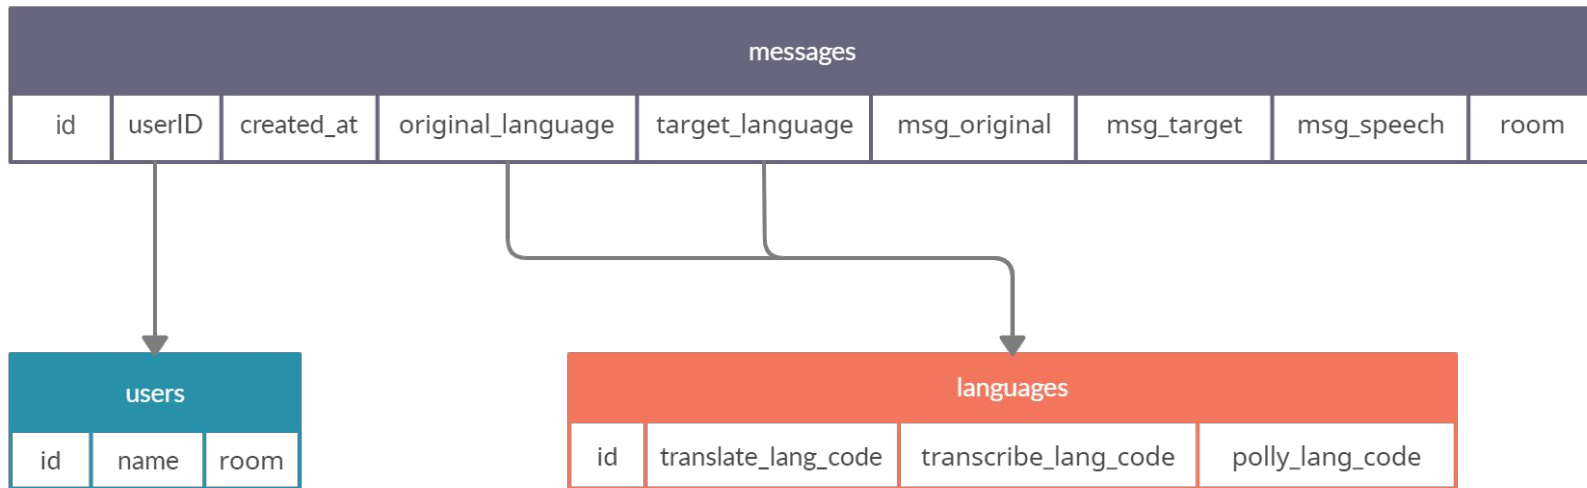 messages
id userID created_at original_language target_language msg_original msg_target msg_speech room
users
languages
id name room
id translate_lang_code transcribe_lang_code polly_lang_code